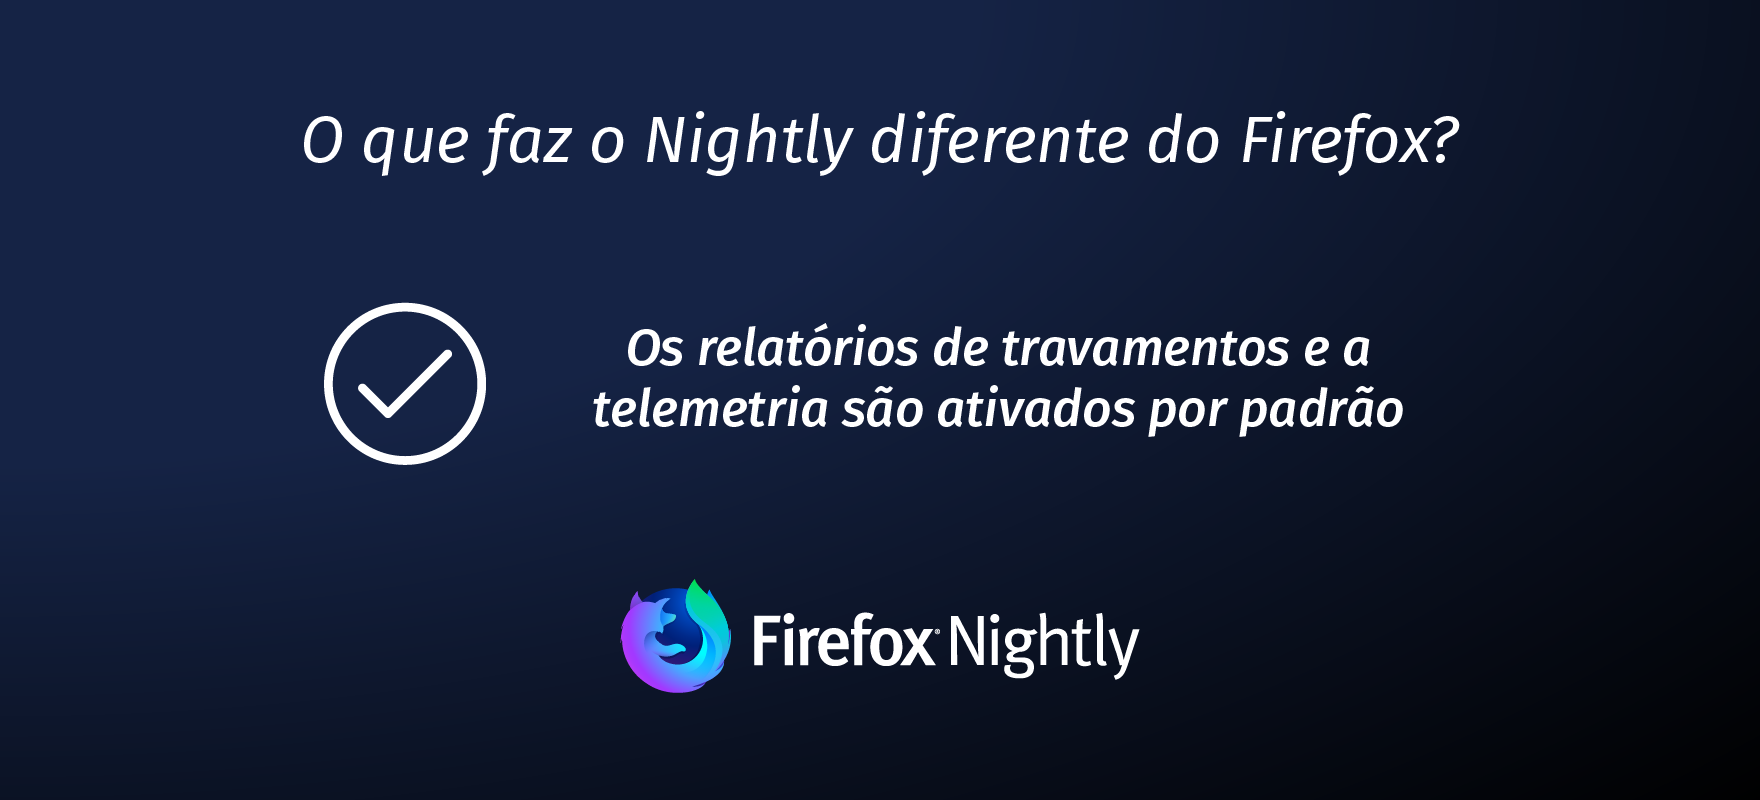 O que faz o Nightly diferente do Firefox?
Os relatórios de travamentos e a
telemetria são ativados por padrão
Firefox® Nightly